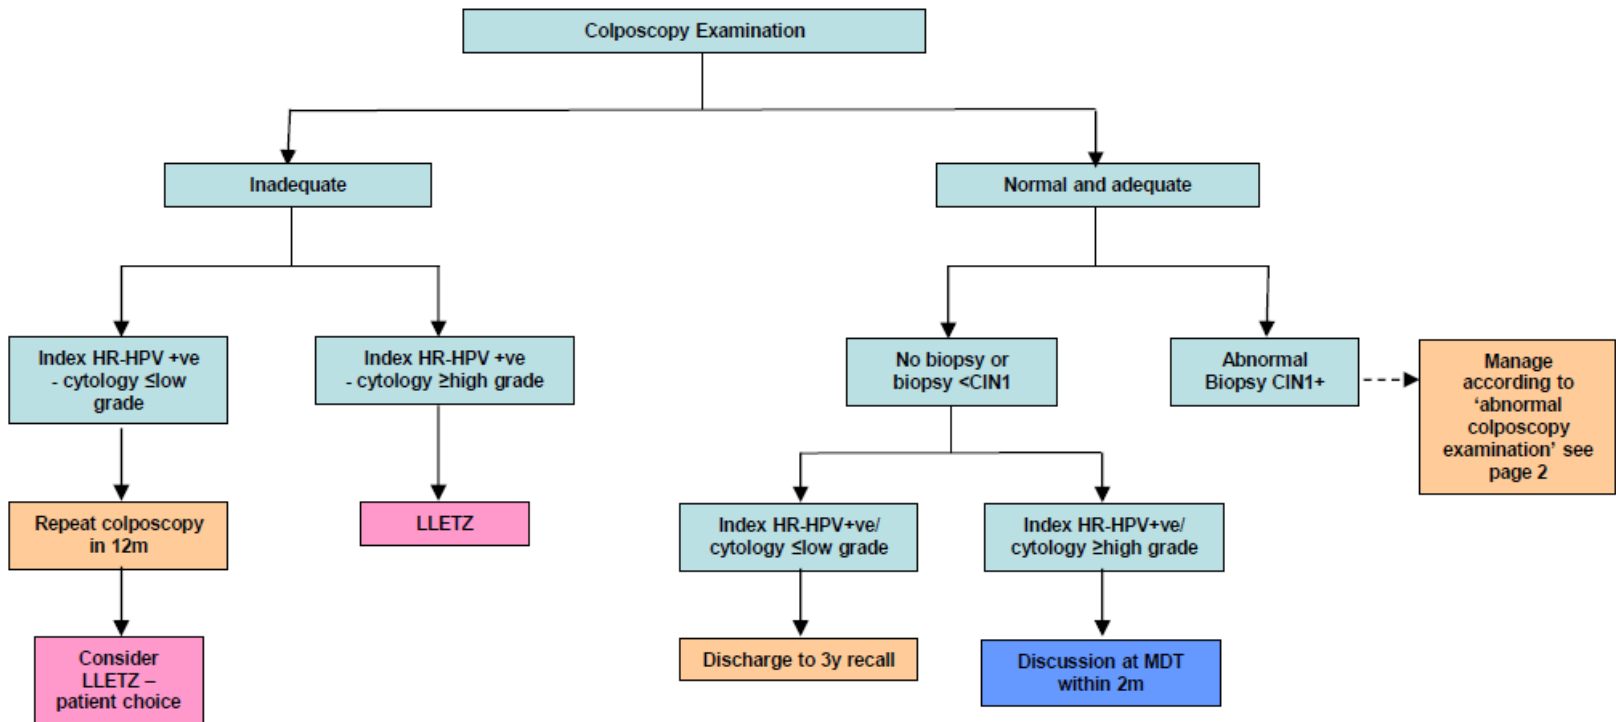 Colposcopy Examination
Inadequate
Normal and adequate
Index HR-HPV +ve
- cytology ≤low
grade
Index HR-HPV +ve
- cytology ≥high grade
No biopsy or
biopsy <CIN1
Abnormal
Biopsy CIN1+
Manage
according to
‘abnormal
colposcopy
examination’ see
page 2
Repeat colposcopy
in 12m
LLETZ
Index HR-HPV+ve/
cytology ≤low grade
Index HR-HPV+ve/
cytology ≥high grade
Consider
LLETZ –
patient choice
Discharge to 3y recall
Discussion at MDT
within 2m